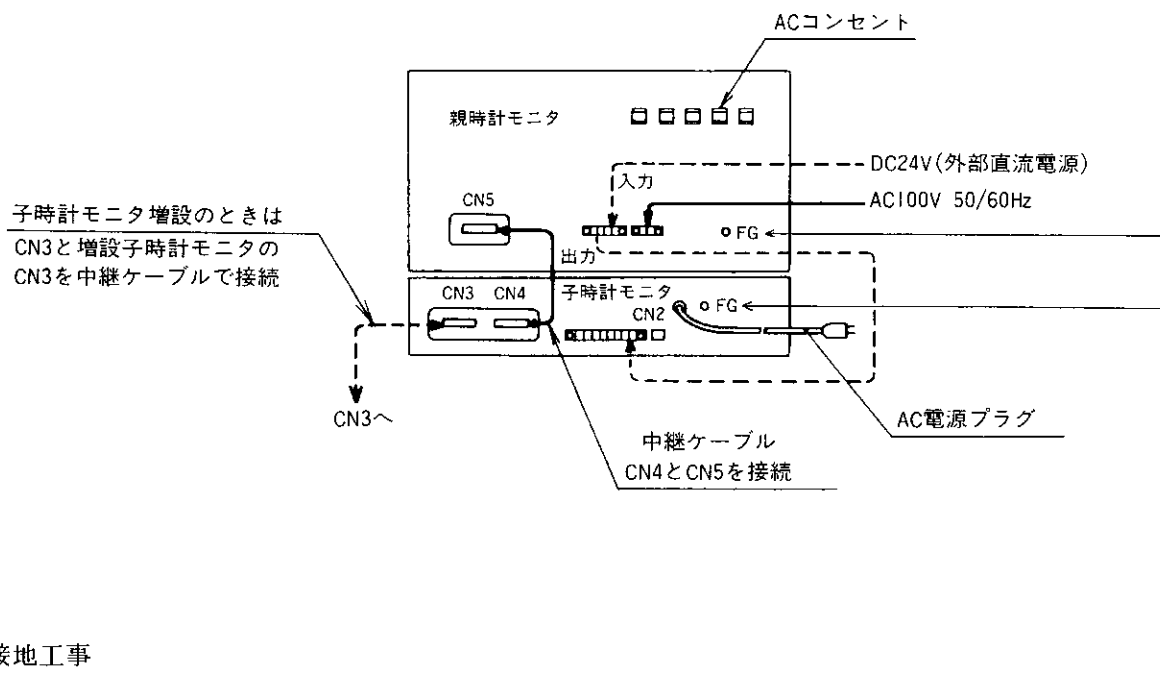 ACコンセント
親時計モニタ
DC24V(外部直流電源)
入力
AC100V 50/60Hz
CN5
子時計モニタ増設のときは
CN3と増設子時計モニタの
CN3を中継ケーブルで接続
FG
出力
子時計モニタ
CN3 CN4
CN2
FG
CN3へ
AC電源プラグ
中継ケーブル
CN4とCN5を接続
接地工事